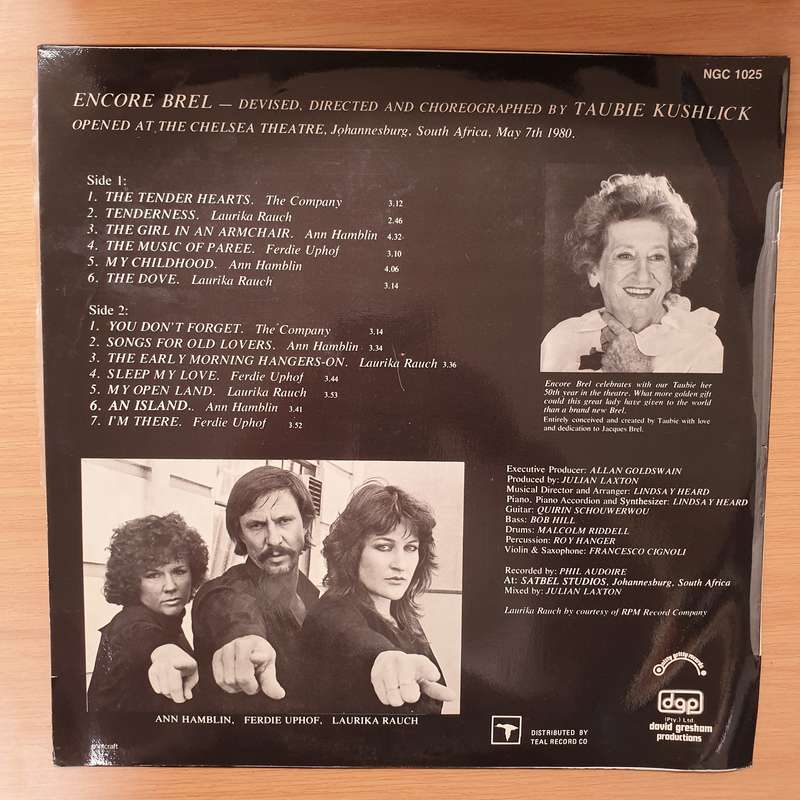 NGC 1025
ENCORE BREL — DEVISED, DIRECTED AND CHOREOGRAPHED BY TAUBIE KUSHLICK
OPENED AT THE CHELSEA THEATRE, Johannesburg, South Africa, May 7th 1980.
Side 1:
1. THE TENDER HEARTS. The Company 3.12
2. TENDERNESS. Laurika Rauch 2.46
3. THE GIRL IN AN ARMCHAIR. Ann Hamblin 4.32
4. THE MUSIC OF PAREE. Ferdie Uphof 3.10
5. MY CHILDHOOD. Ann Hamblin 4.06
6. THE DOVE. Laurika Rauch 3.14
Side 2:
1. YOU DON'T FORGET. The Company 3.14
2. SONGS FOR OLD LOVERS. Ann Hamblin 3.34
3. THE EARLY MORNING HANGERS-ON. Laurika Rauch 3.36
4. SLEEP MY LOVE. Ferdie Uphof 3.44
5. MY OPEN LAND. Laurika Rauch 3.53
6. AN ISLAND.. Ann Hamblin 3.41
7. I'M THERE. Ferdie Uphof 3.52
Encore Brel celebrates with our Taubie her
50th year in the theatre. What more golden gift
could this great lady have given to the world
than a brand new Brel.
Entirely conceived and created by Taubie with love
and dedication to Jacques Brel.
Executive Producer: ALLAN GOLDSWAIN
Produced by: JULIAN LAXTON
Musical Director and Arranger: LINDSAY HEARD
Piano, Piano Accordion and Synthesizer: LINDSAY HEARD
Guitar: QUIRIN SCHOUWERWOU
Bass: BOB HILL
Drums: MALCOLM RIDDELL
Percussion: ROY HANGER
Violin & Saxophone: FRANCESCO CIGNOLI
Recorded by: PHIL AUDOIRE
At: SATBEL STUDIOS, Johannesburg, South Africa
Mixed by: JULIAN LAXTON
Laurika Rauch by courtesy of RPM Record Company
ANN HAMBLIN, FERDIE UPHOF, LAURIKA RAUCH
nitty gritty records
dgp
(Pty.) Ltd.
david gresham
productions
DISTRIBUTED BY
TEAL RECORD CO